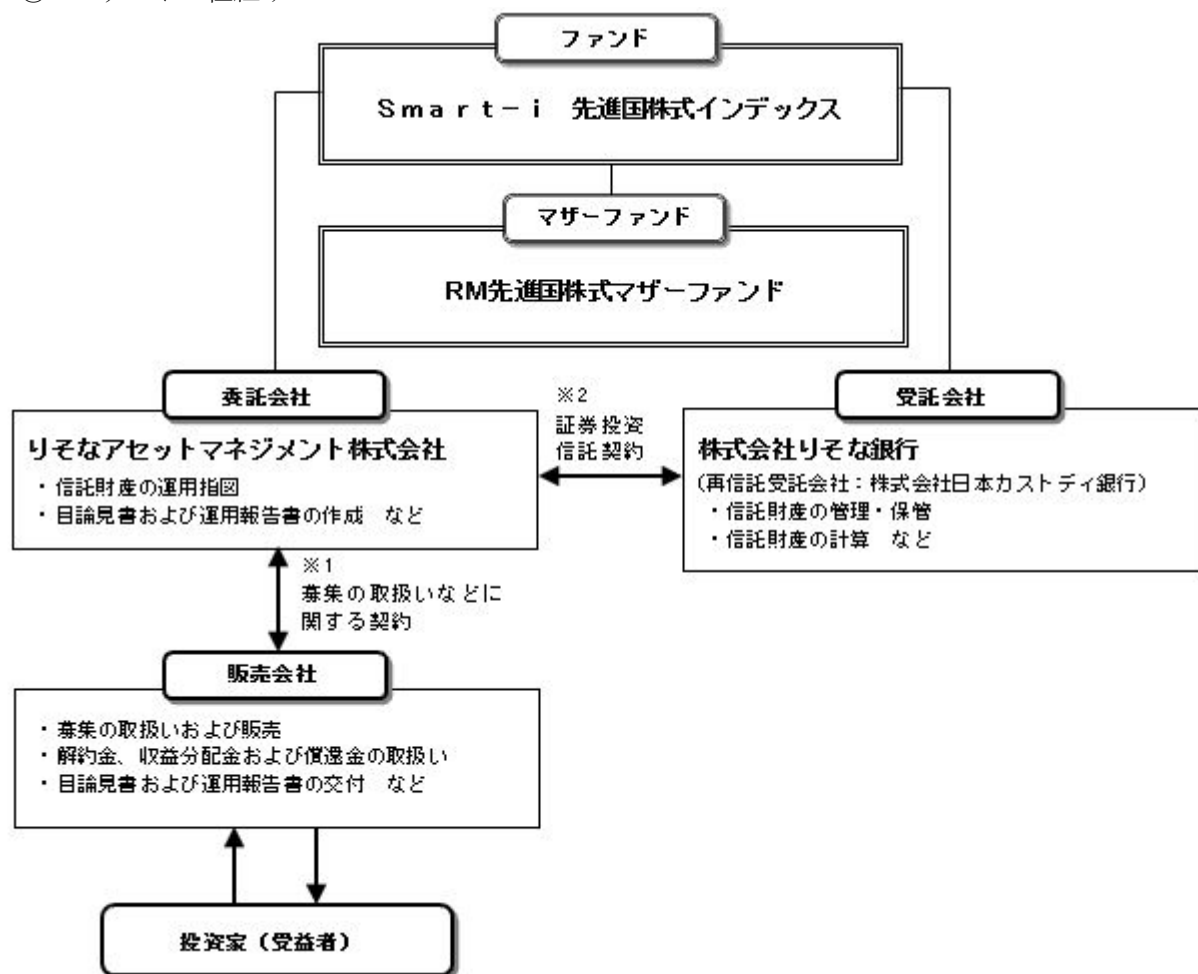 ファンド
Smart-i 先進国株式インデックス
マザーファンド
RM先進国株式マザーファンド
委託会社
りそなアセットマネジメント株式会社
・信託財産の運用指図
・目論見書および運用報告書の作成 など
※2
証券投資
信託契約
受託会社
株式会社りそな銀行
(再信託受託会社:株式会社日本カストディ銀行)
・信託財産の管理・保管
・信託財産の計算 など
※1
募集の取扱いなどに
関する契約
販売会社
・募集の取扱いおよび販売
・解約金、収益分配金および償還金の取扱い
・目論見書および運用報告書の交付 など
投資家(受益者)